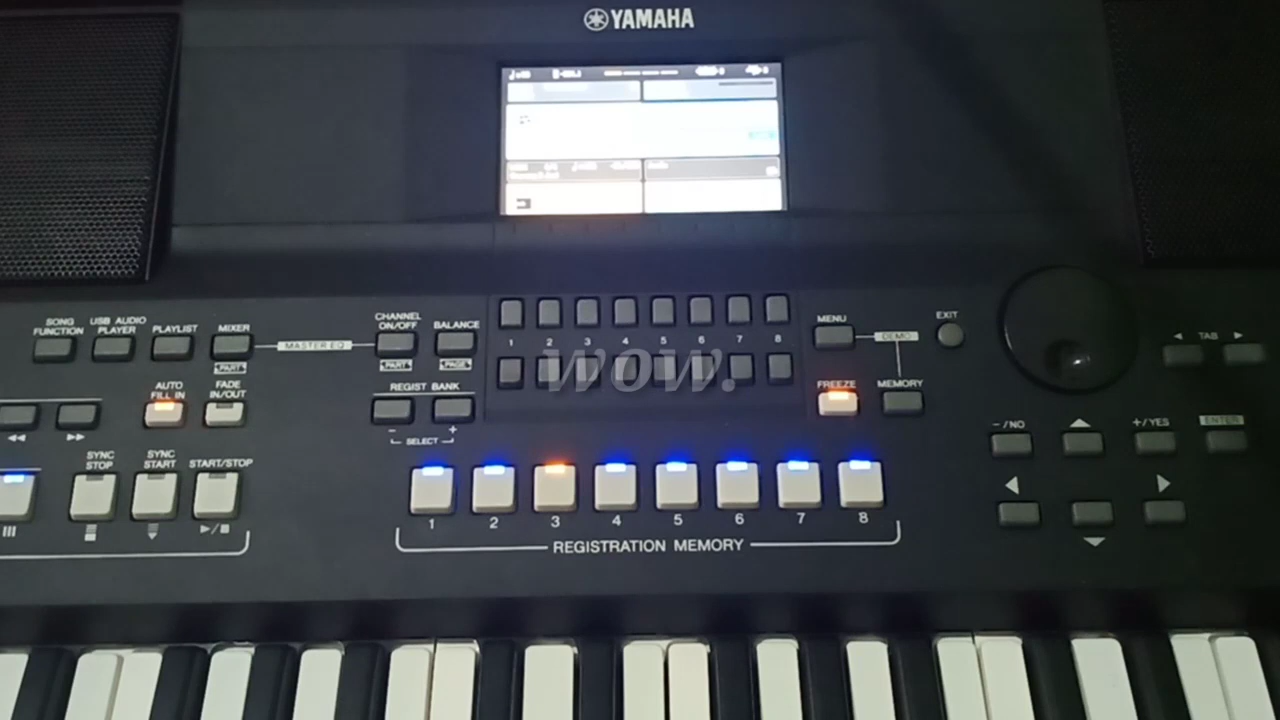 YAMAHA
SONG
FUNCTION
USB AUDIO
PLAYER
PLAYLIST
MIXER
MASTER EQ
CHANNEL
ON/OFF
BALANCE
PART
PART
PAGE
1 2 3 4 5 6 7 8
MENU
DEMO
EXIT
TAB
wow.
AUTO
FILL IN
FADE
IN/OUT
REGIST BANK
- +
SELECT
FREEZE
MEMORY
-/NO
+/YES
ENTER
SYNC
STOP
SYNC
START
START/STOP
1 2 3 4 5 6 7 8
REGISTRATION MEMORY